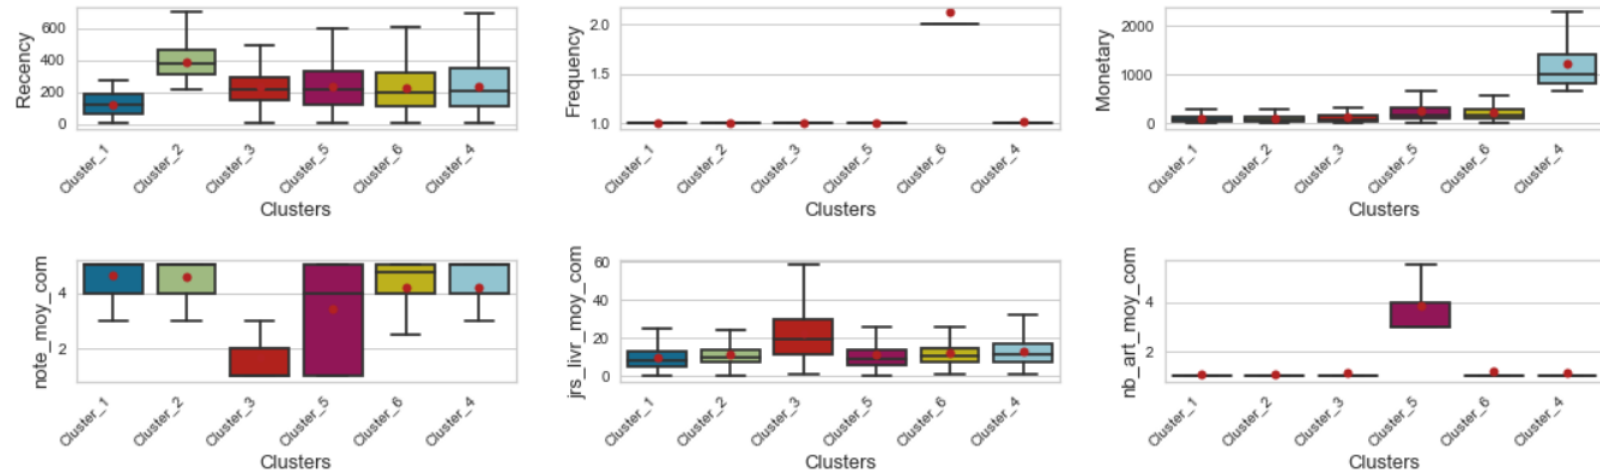 Recency
600
400
200
0
Cluster_1
Cluster_2
Cluster_3
Cluster_5
Cluster_6
Cluster_4
Clusters
Frequency
2.0
1.5
1.0
Cluster_1
Cluster_2
Cluster_3
Cluster_5
Cluster_6
Cluster_4
Clusters
Monetary
2000
1000
0
Cluster_1
Cluster_2
Cluster_3
Cluster_5
Cluster_6
Cluster_4
Clusters
note_moy_com
4
2
Cluster_1
Cluster_2
Cluster_3
Cluster_5
Cluster_6
Cluster_4
Clusters
jrs_livr_moy_com
60
40
20
0
Cluster_1
Cluster_2
Cluster_3
Cluster_5
Cluster_6
Cluster_4
Clusters
nb_art_moy_com
4
2
Cluster_1
Cluster_2
Cluster_3
Cluster_5
Cluster_6
Cluster_4
Clusters